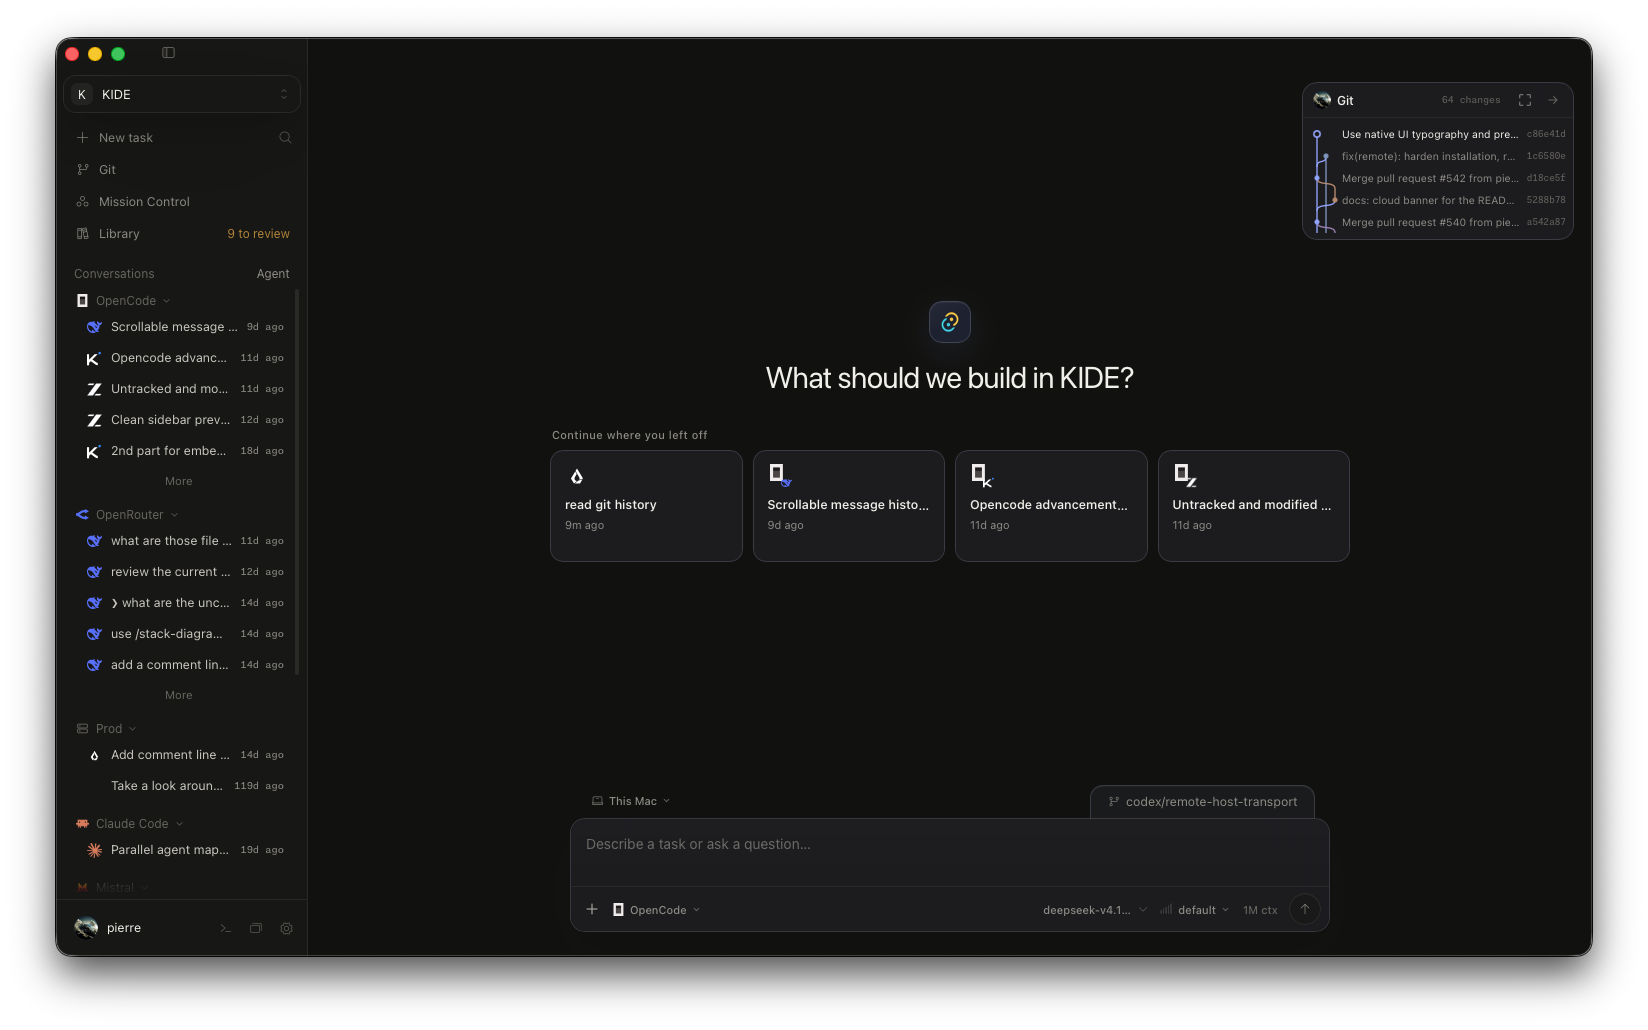 K KIDE
New task
Git
Mission Control
Library 9 to review
Conversations Agent
OpenCode
Scrollable message ... 9d ago
Opencode advanc... 11d ago
Untracked and mo... 11d ago
Clean sidebar prev... 12d ago
2nd part for embe... 18d ago
More
OpenRouter
what are those file ... 11d ago
review the current ... 12d ago
❯ what are the unc... 14d ago
use /stack-diagra... 14d ago
add a comment lin... 14d ago
More
Prod
Add comment line ... 14d ago
Take a look aroun... 119d ago
Claude Code
Parallel agent map... 19d ago
Mistral
pierre
Git 64 changes
Use native UI typography and pre... c86e41d
fix(remote): harden installation, r... 1c6580e
Merge pull request #542 from pie... d18ce5f
docs: cloud banner for the READ... 5288b78
Merge pull request #540 from pie... a542a87
What should we build in KIDE?
Continue where you left off
read git history
9m ago
Scrollable message histo...
9d ago
Opencode advancement...
11d ago
Untracked and modified ...
11d ago
This Mac
codex/remote-host-transport
Describe a task or ask a question...
OpenCode
deepseek-v4.1... default 1M ctx